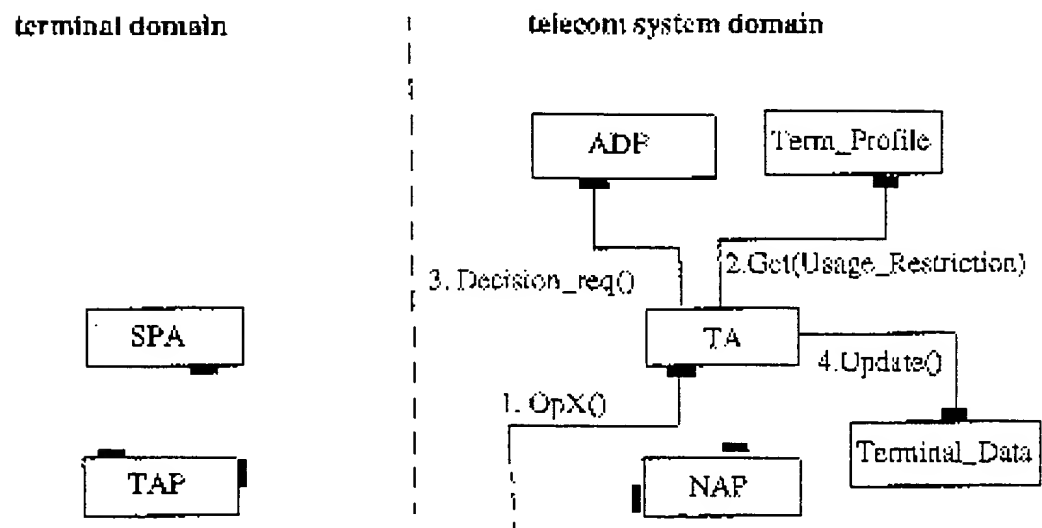 terminal domain
telecom system domain
ADF
Term_Profile
2.Get(Usage_Restriction)
3. Decision_req()
SPA
TA
4.Update()
1. OpX()
Terminal_Data
TAP
NAP